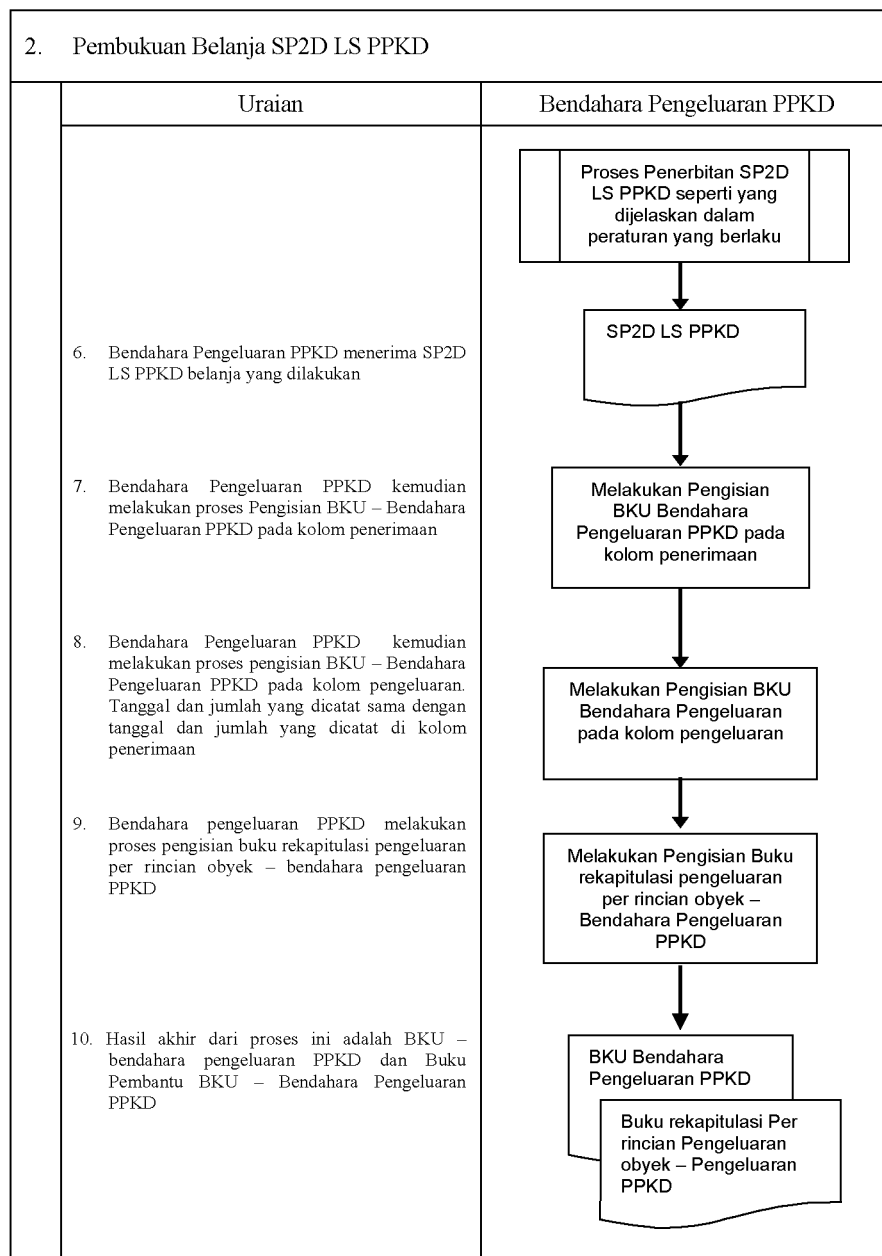 2. Pembukuan Belanja SP2D LS PPKD
Uraian
Bendahara Pengeluaran PPKD
Proses Penerbitan SP2D
LS PPKD seperti yang
dijelaskan dalam
peraturan yang berlaku
6. Bendahara Pengeluaran PPKD menerima SP2D
LS PPKD belanja yang dilakukan
SP2D LS PPKD
7. Bendahara Pengeluaran PPKD kemudian
melakukan proses Pengisian BKU – Bendahara
Pengeluaran PPKD pada kolom penerimaan
Melakukan Pengisian
BKU Bendahara
Pengeluaran PPKD pada
kolom penerimaan
8. Bendahara Pengeluaran PPKD kemudian
melakukan proses pengisian BKU – Bendahara
Pengeluaran PPKD pada kolom pengeluaran.
Tanggal dan jumlah yang dicatat sama dengan
tanggal dan jumlah yang dicatat di kolom
penerimaan
Melakukan Pengisian BKU
Bendahara Pengeluaran
pada kolom pengeluaran
9. Bendahara pengeluaran PPKD melakukan
proses pengisian buku rekapitulasi pengeluaran
per rincian obyek – bendahara pengeluaran
PPKD
Melakukan Pengisian Buku
rekapitulasi pengeluaran
per rincian obyek –
Bendahara Pengeluaran
PPKD
10. Hasil akhir dari proses ini adalah BKU –
bendahara pengeluaran PPKD dan Buku
Pembantu BKU – Bendahara Pengeluaran
PPKD
BKU Bendahara
Pengeluaran PPKD
Buku rekapitulasi Per
rincian Pengeluaran
obyek – Pengeluaran
PPKD